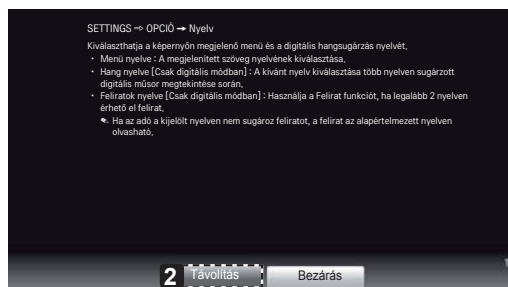 SETTINGS ⇨ OPCIÓ → Nyelv
Kiválaszthatja a képernyőn megjelenő menü és a digitális hangsugárzás nyelvét.
• Menü nyelve : A megjelenített szöveg nyelvének kiválasztása.
• Hang nyelve [Csak digitális módban] : A kívánt nyelv kiválasztása több nyelven sugárzott
digitális műsor megtekintése során.
• Feliratok nyelve [Csak digitális módban] : Használja a Felirat funkciót, ha legalább 2 nyelven
érhető el felirat.
✎ Ha az adó a kijelölt nyelven nem sugároz feliratot, a felirat az alapértelmezett nyelven
olvasható.
2 Távolítás Bezárás